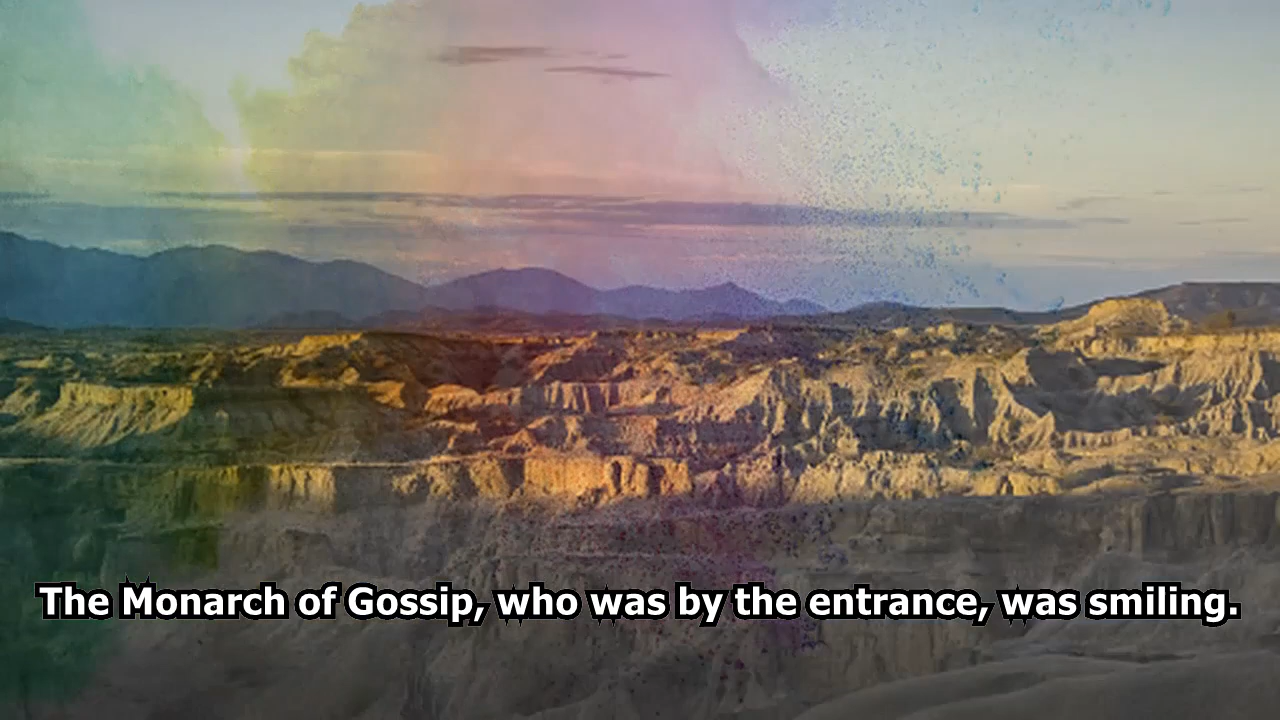 The Monarch of Gossip, who was by the entrance, was smiling.